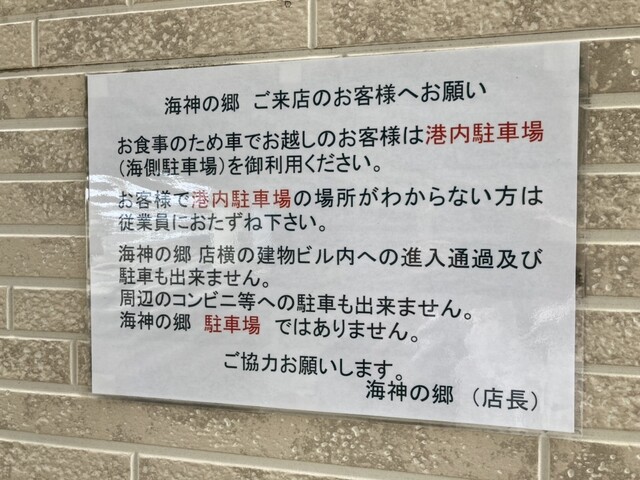 海神の郷 ご来店のお客様へお願い
お食事のため車でお越しのお客様は港内駐車場
(海側駐車場)を御利用ください。
お客様で港内駐車場の場所がわからない方は
従業員におたずね下さい。
海神の郷 店横の建物ビル内への進入通過及び
駐車も出来ません。
周辺のコンビニ等への駐車も出来ません。
海神の郷 駐車場 ではありません。
ご協力お願いします。
海神の郷 (店長)